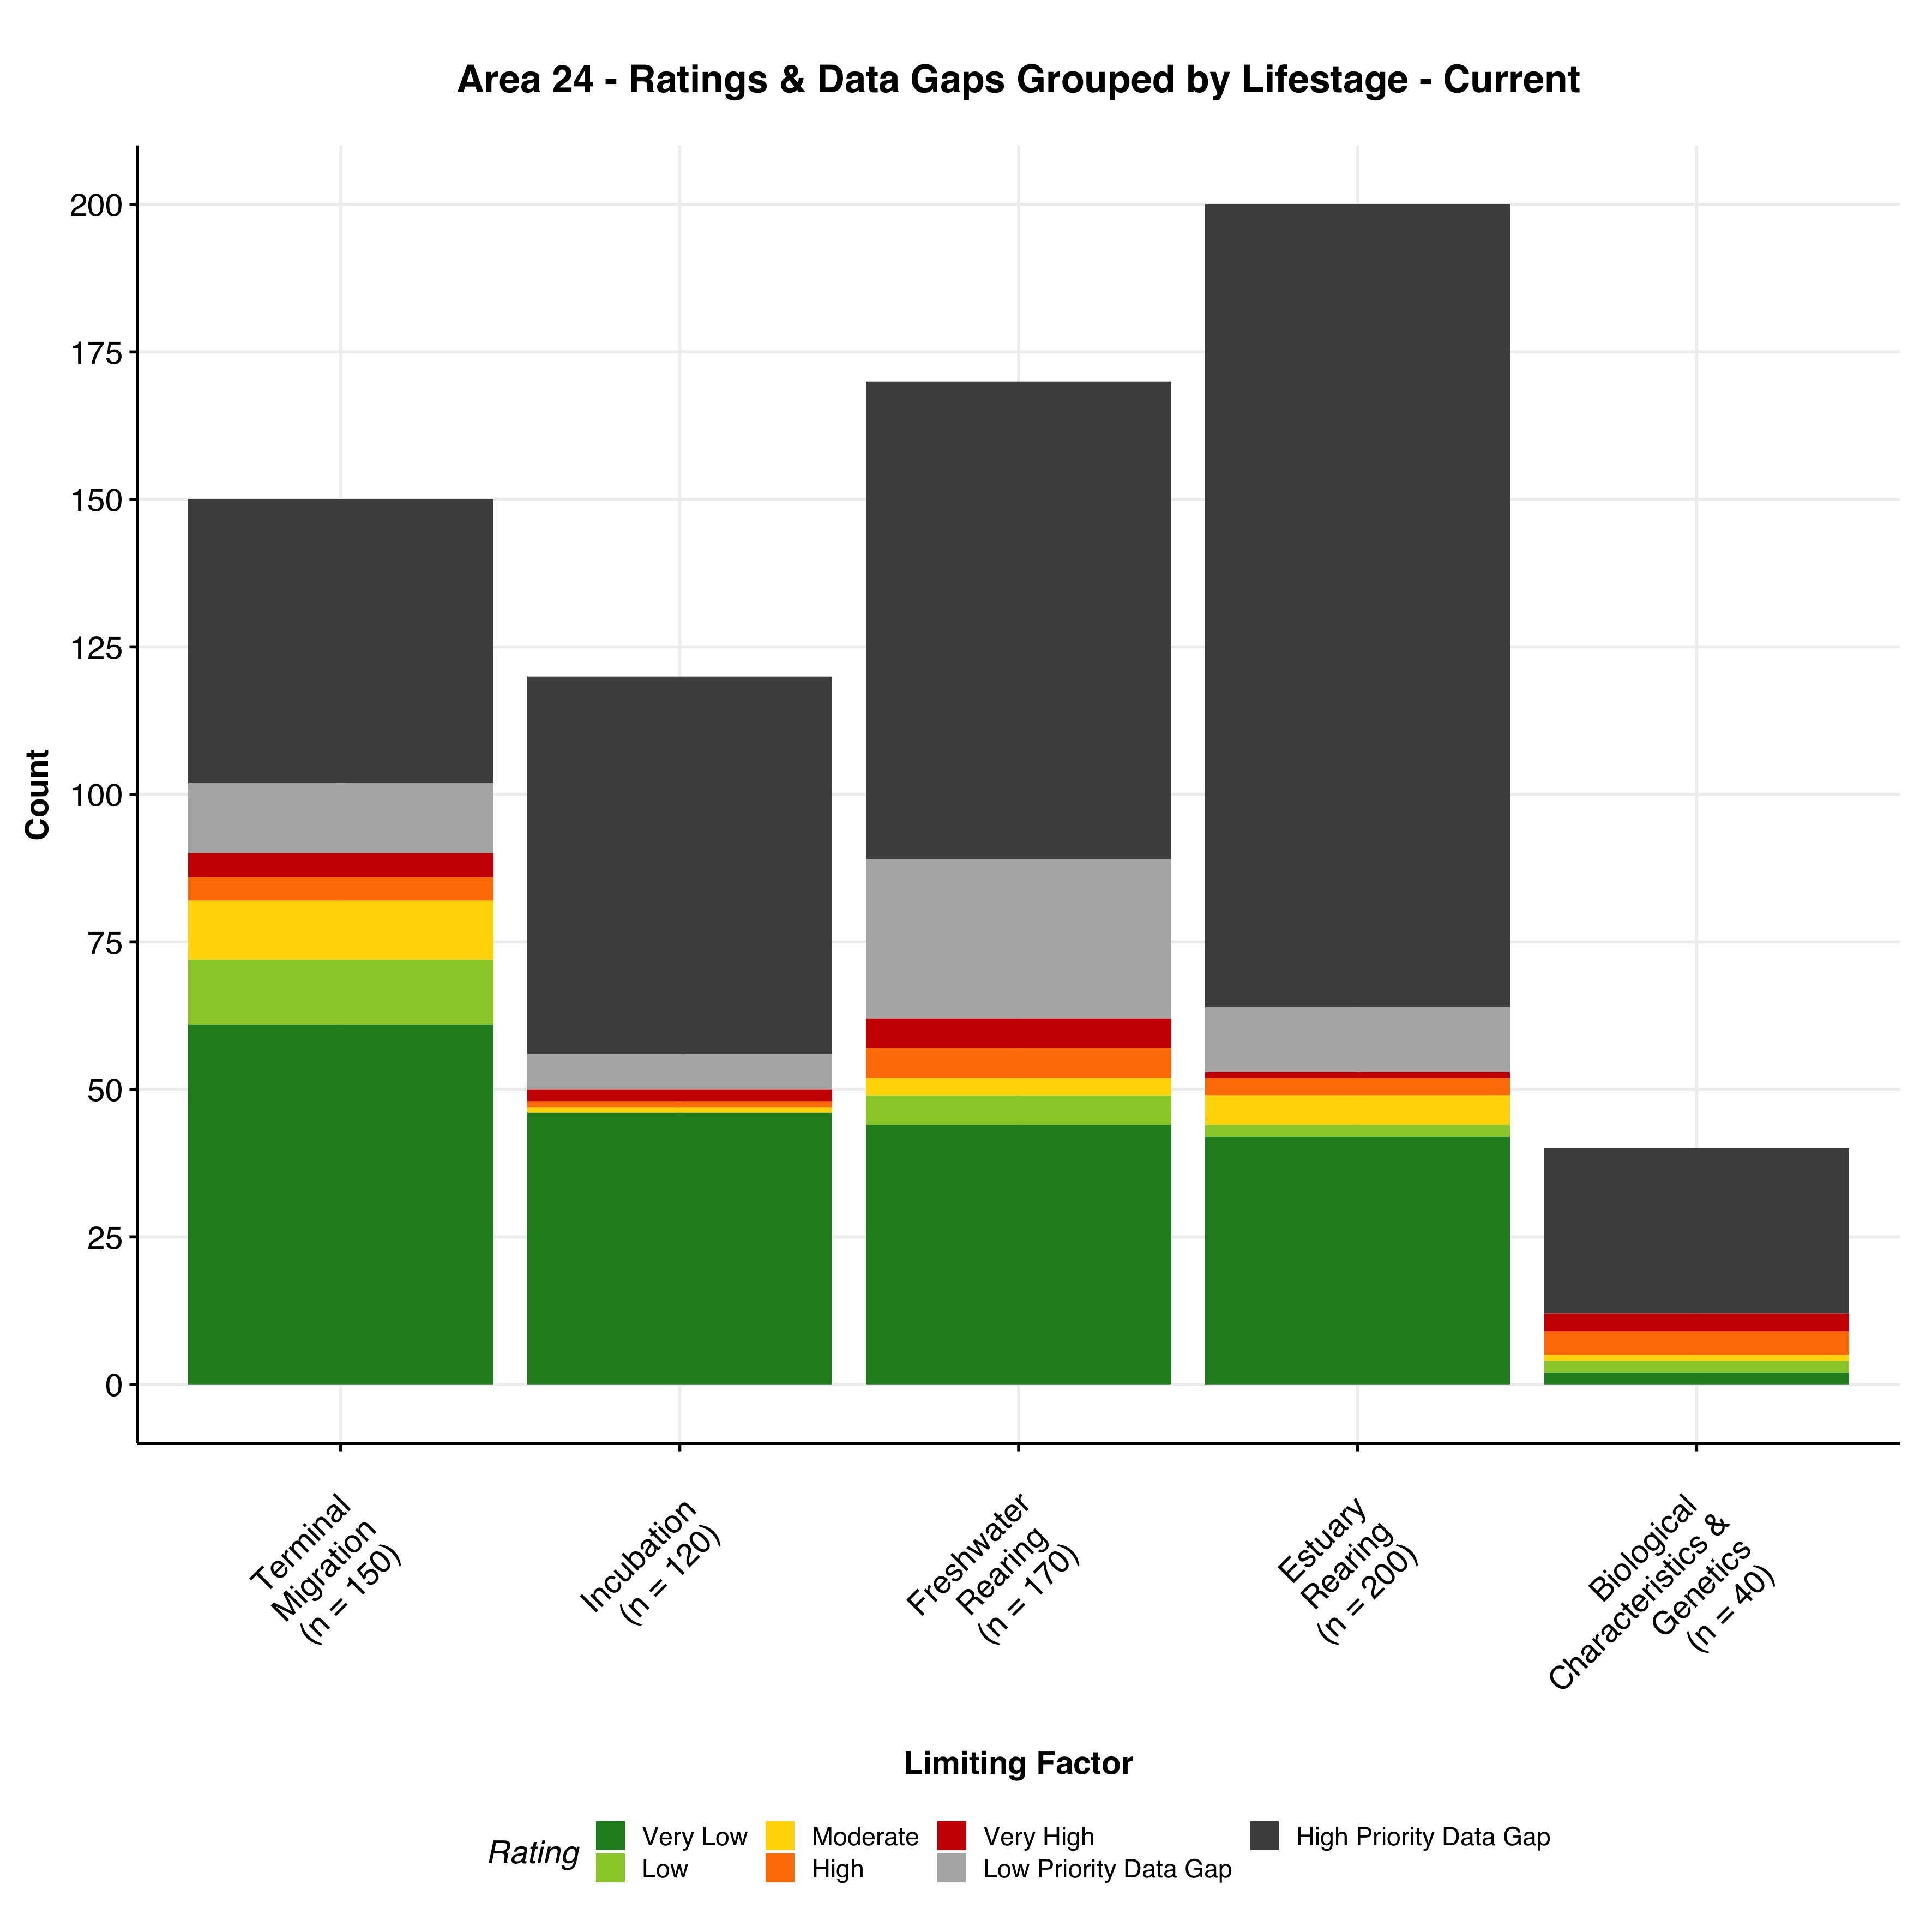 Area 24 - Ratings & Data Gaps Grouped by Lifestage - Current
Count
200
175
150
125
100
75
50
25
0
Terminal
Migration
(n = 150)
Incubation
(n = 120)
Freshwater
Rearing
(n = 170)
Estuary
Rearing
(n = 200)
Biological
Characteristics &
Genetics
(n = 40)
Limiting Factor
Rating
Very Low
Low
Moderate
High
Very High
Low Priority Data Gap
High Priority Data Gap